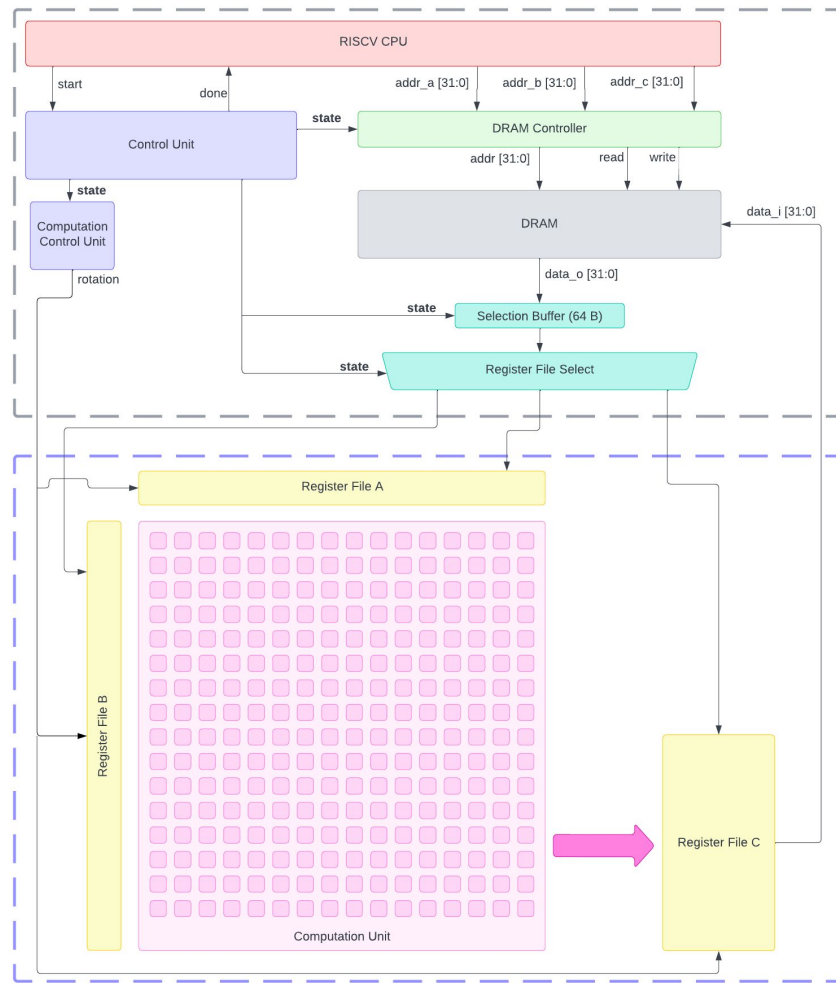 RISCV CPU
start
done
addr_a [31:0]
addr_b [31:0]
addr_c [31:0]
Control Unit
state
DRAM Controller
addr [31:0]
read
write
state
Computation
Control Unit
rotation
DRAM
data_i [31:0]
data_o [31:0]
state
Selection Buffer (64 B)
state
Register File Select
Register File A
Register File B
Register File C
Computation Unit